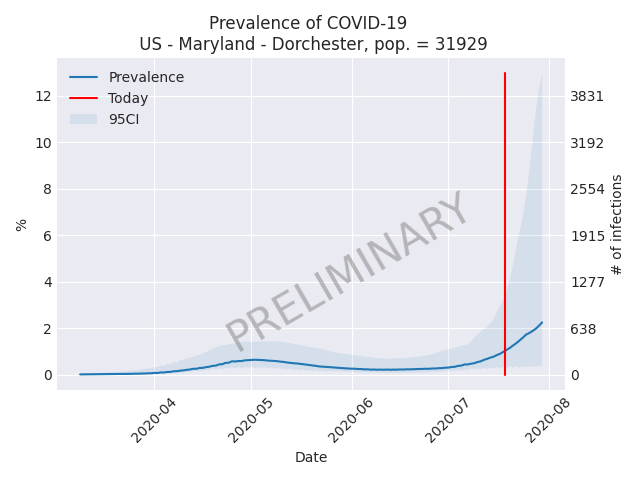 Prevalence of COVID-19
US - Maryland - Dorchester, pop. = 31929
Prevalence
Today
95CI
PRELIMINARY
%
12
10
8
6
4
2
0
3831
3192
2554
1915
1277
638
0
# of infections
2020-04
2020-05
2020-06
2020-07
2020-08
Date